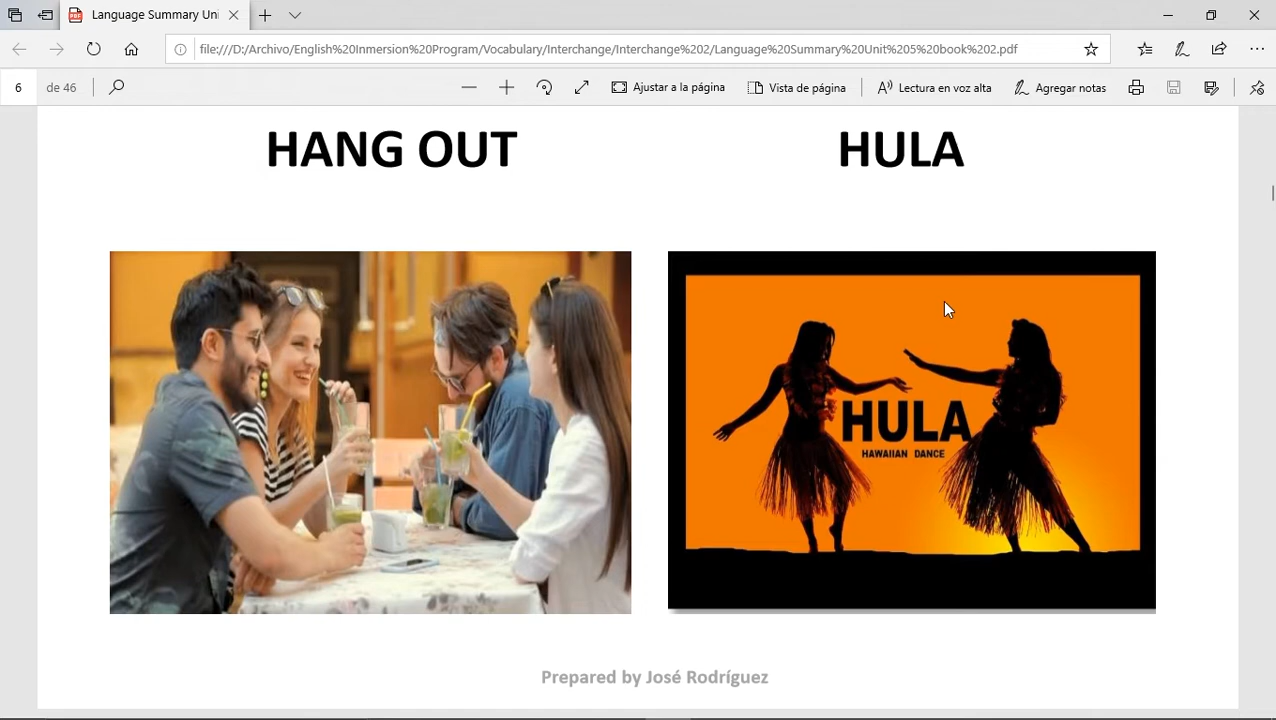 Language Summary Uni
file:///D:/Archivo/English%20Inmersion%20Program/Vocabulary/Interchange/Interchange%202/Language%20Summary%20Unit%205%20book%202.pdf
6 de 46
Ajustar a la página
Vista de página
Lectura en voz alta
Agregar notas
HANG OUT
HULA
HULA
HAWAIIAN DANCE
Prepared by José Rodríguez